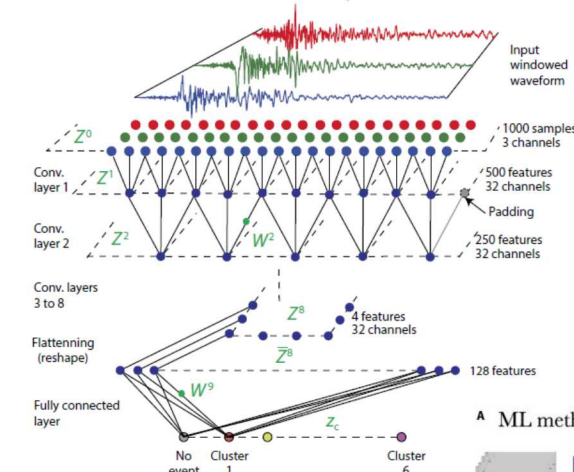 Input
windowed
waveform
Z⁰
1000 samples
3 channels
Conv.
layer 1
Z¹
500 features
32 channels
Padding
Conv.
layer 2
Z²
W²
250 features
32 channels
Conv. layers
3 to 8
Z⁸
4 features
32 channels
Flattenning
(reshape)
Z̅⁸
128 features
W⁹
Fully connected
layer
z_c
A ML meth
No
event
Cluster
1
Cluster
6